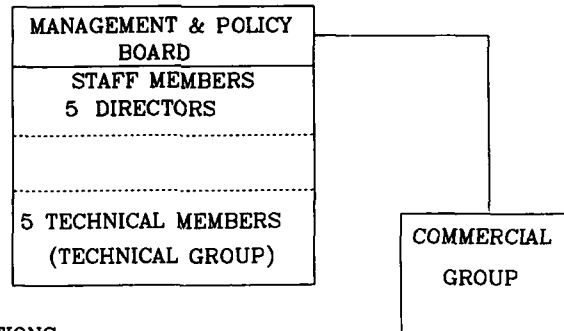 MANAGEMENT & POLICY
BOARD
STAFF MEMBERS
5 DIRECTORS
5 TECHNICAL MEMBERS
(TECHNICAL GROUP)
COMMERCIAL
GROUP